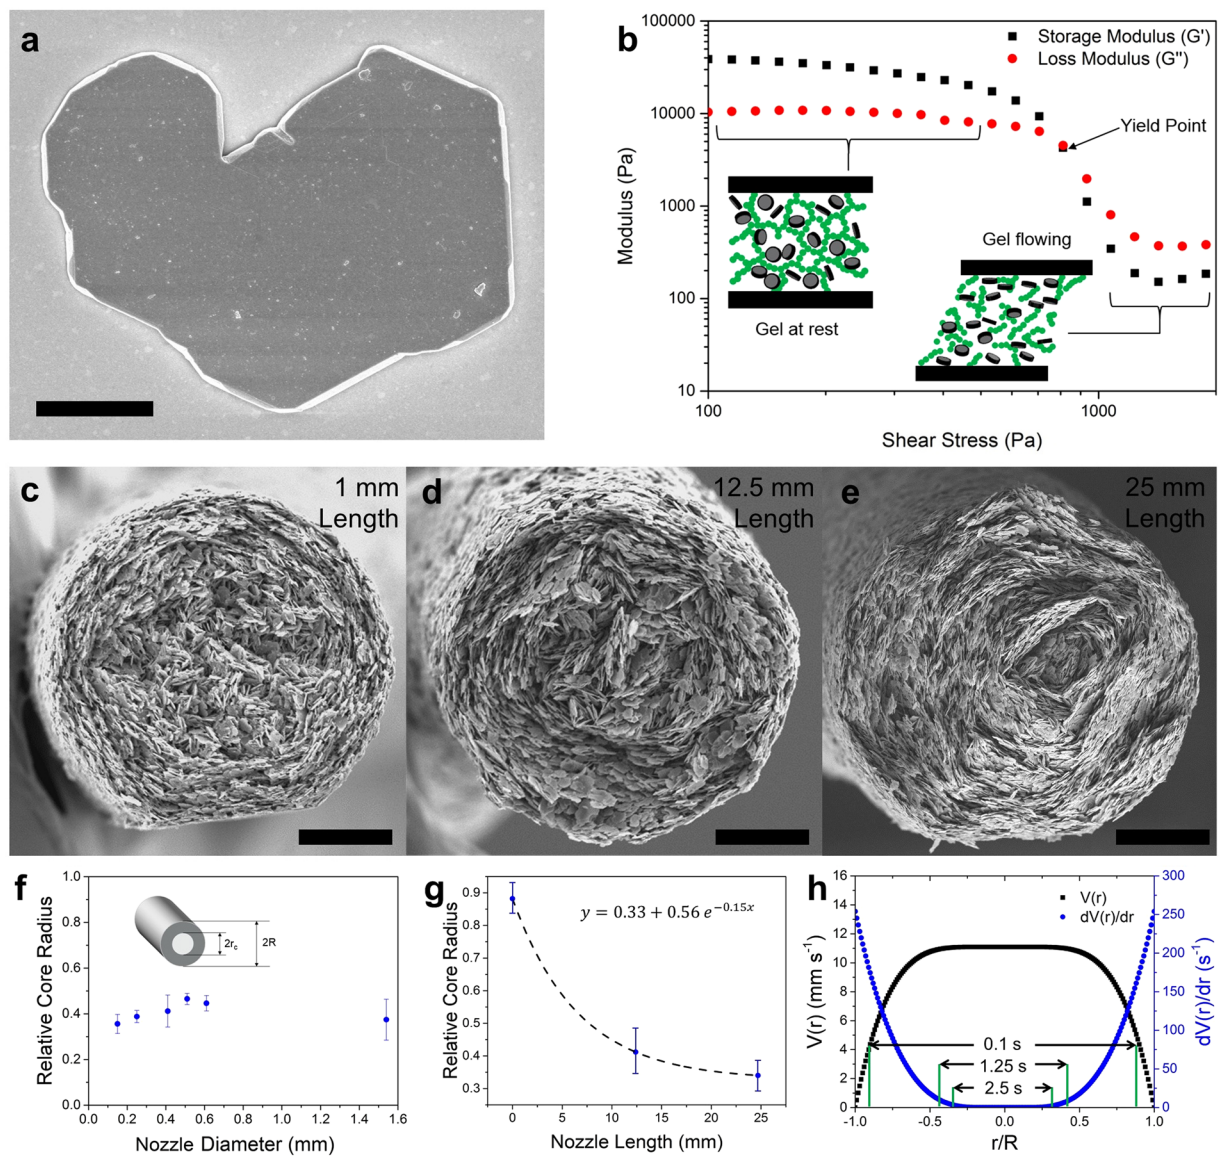 a
b
100000
10000
1000
100
10
Modulus (Pa)
Storage Modulus (G')
Loss Modulus (G")
Yield Point
Gel at rest
Gel flowing
100
1000
Shear Stress (Pa)
c
1 mm
Length
d
12.5 mm
Length
e
25 mm
Length
f
1.0
0.8
0.6
0.4
0.2
0.0
Relative Core Radius
2r_c
2R
0.0 0.2 0.4 0.6 0.8 1.0 1.2 1.4 1.6
Nozzle Diameter (mm)
g
0.9
0.8
0.7
0.6
0.5
0.4
0.3
Relative Core Radius
y = 0.33 + 0.56 e^{-0.15x}
0 5 10 15 20 25
Nozzle Length (mm)
h
16
14
12
10
8
6
4
2
0
V(r) (mm s^{-1})
V(r)
dV(r)/dr
0.1 s
1.25 s
2.5 s
300
250
200
150
100
50
0
dV(r)/dr (s^{-1})
-1.0 -0.5 0.0 0.5 1.0
r/R